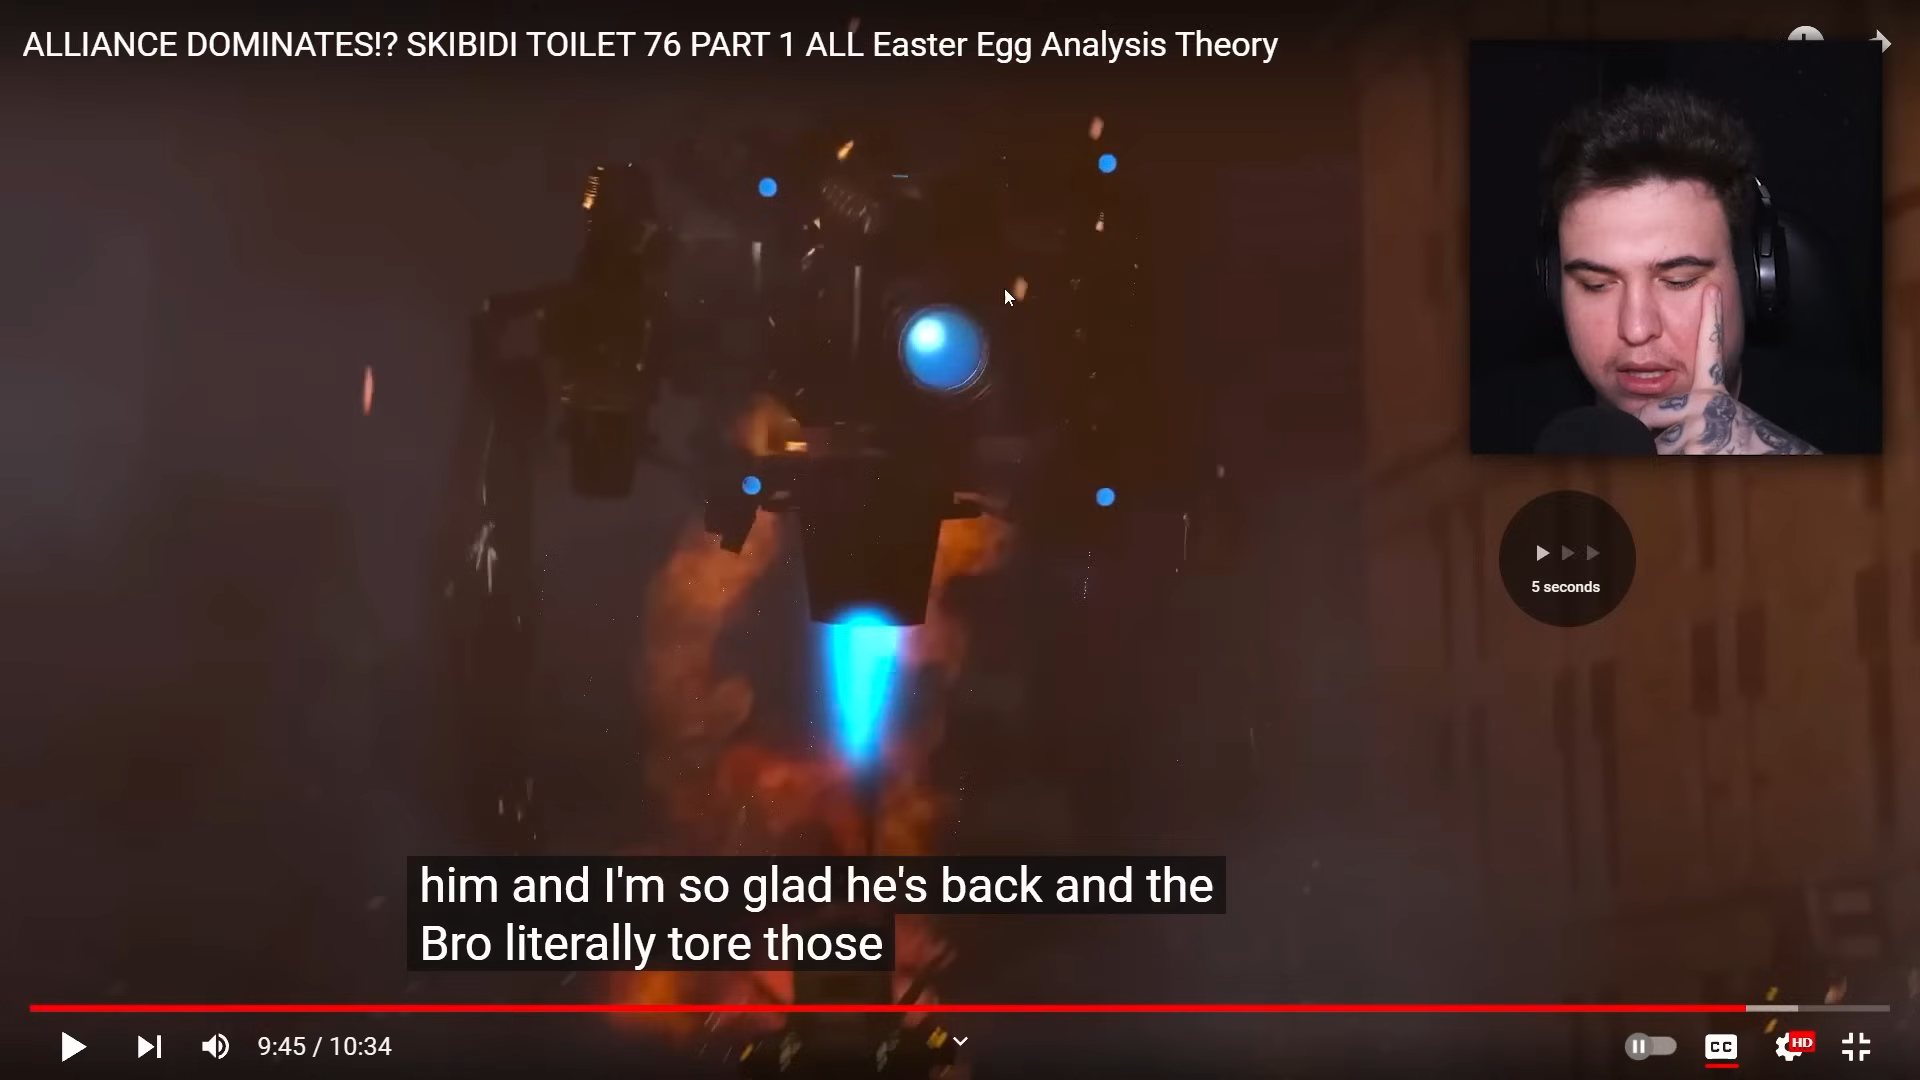 ALLIANCE DOMINATES!? SKIBIDI TOILET 76 PART 1 ALL Easter Egg Analysis Theory
5 seconds
him and I'm so glad he's back and the
Bro literally tore those
9:45 / 10:34
CC
HD